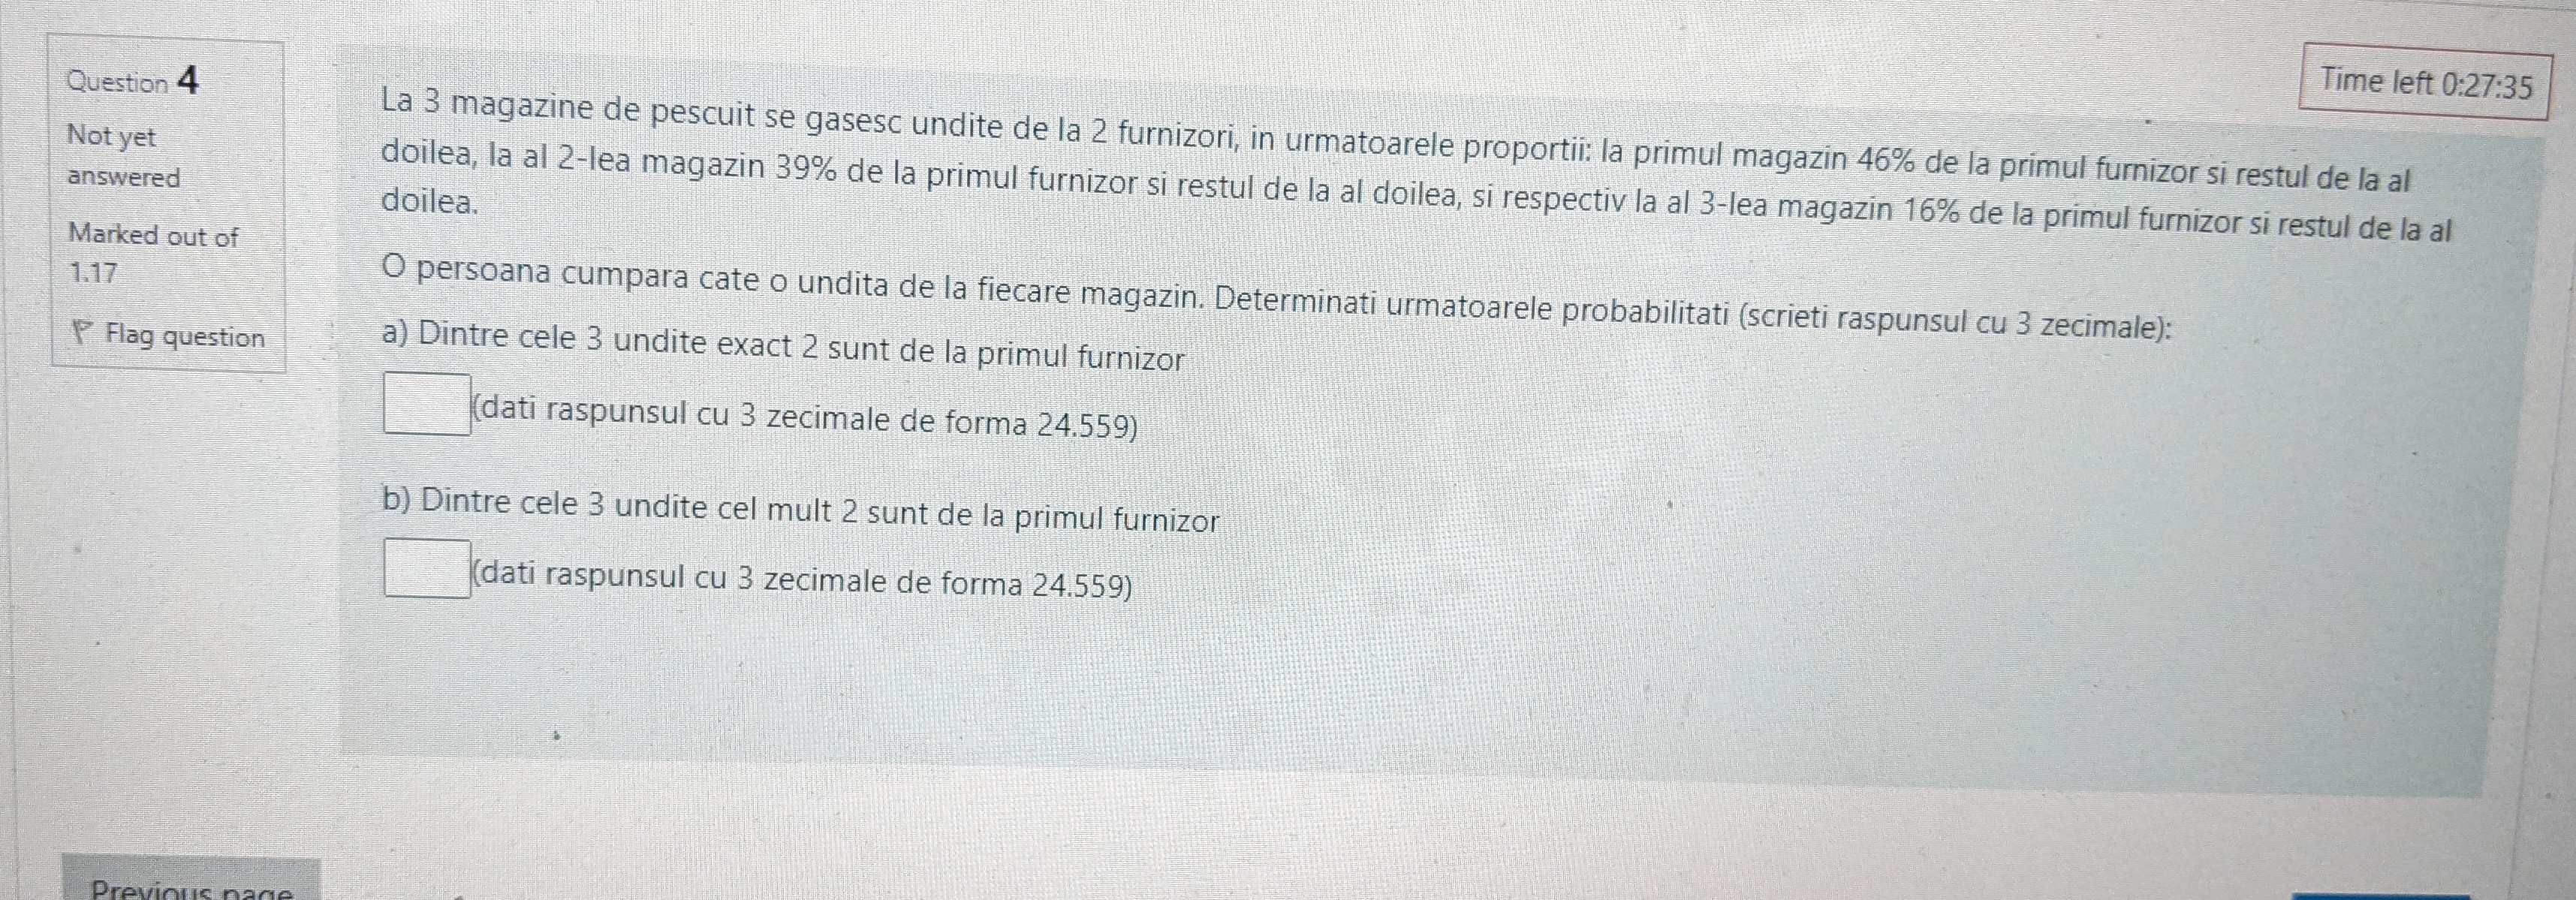 Question 4
Not yet
answered
Marked out of
1.17
Flag question
Time left 0:27:35
La 3 magazine de pescuit se gasesc undite de la 2 furnizori, in urmatoarele proportii: la primul magazin 46% de la primul furnizor si restul de la al
doilea, la al 2-lea magazin 39% de la primul furnizor si restul de la al doilea, si respectiv la al 3-lea magazin 16% de la primul furnizor si restul de la al
doilea.
O persoana cumpara cate o undita de la fiecare magazin. Determinati urmatoarele probabilitati (scrieti raspunsul cu 3 zecimale):
a) Dintre cele 3 undite exact 2 sunt de la primul furnizor
(dati raspunsul cu 3 zecimale de forma 24.559)
b) Dintre cele 3 undite cel mult 2 sunt de la primul furnizor
(dati raspunsul cu 3 zecimale de forma 24.559)
Previous page